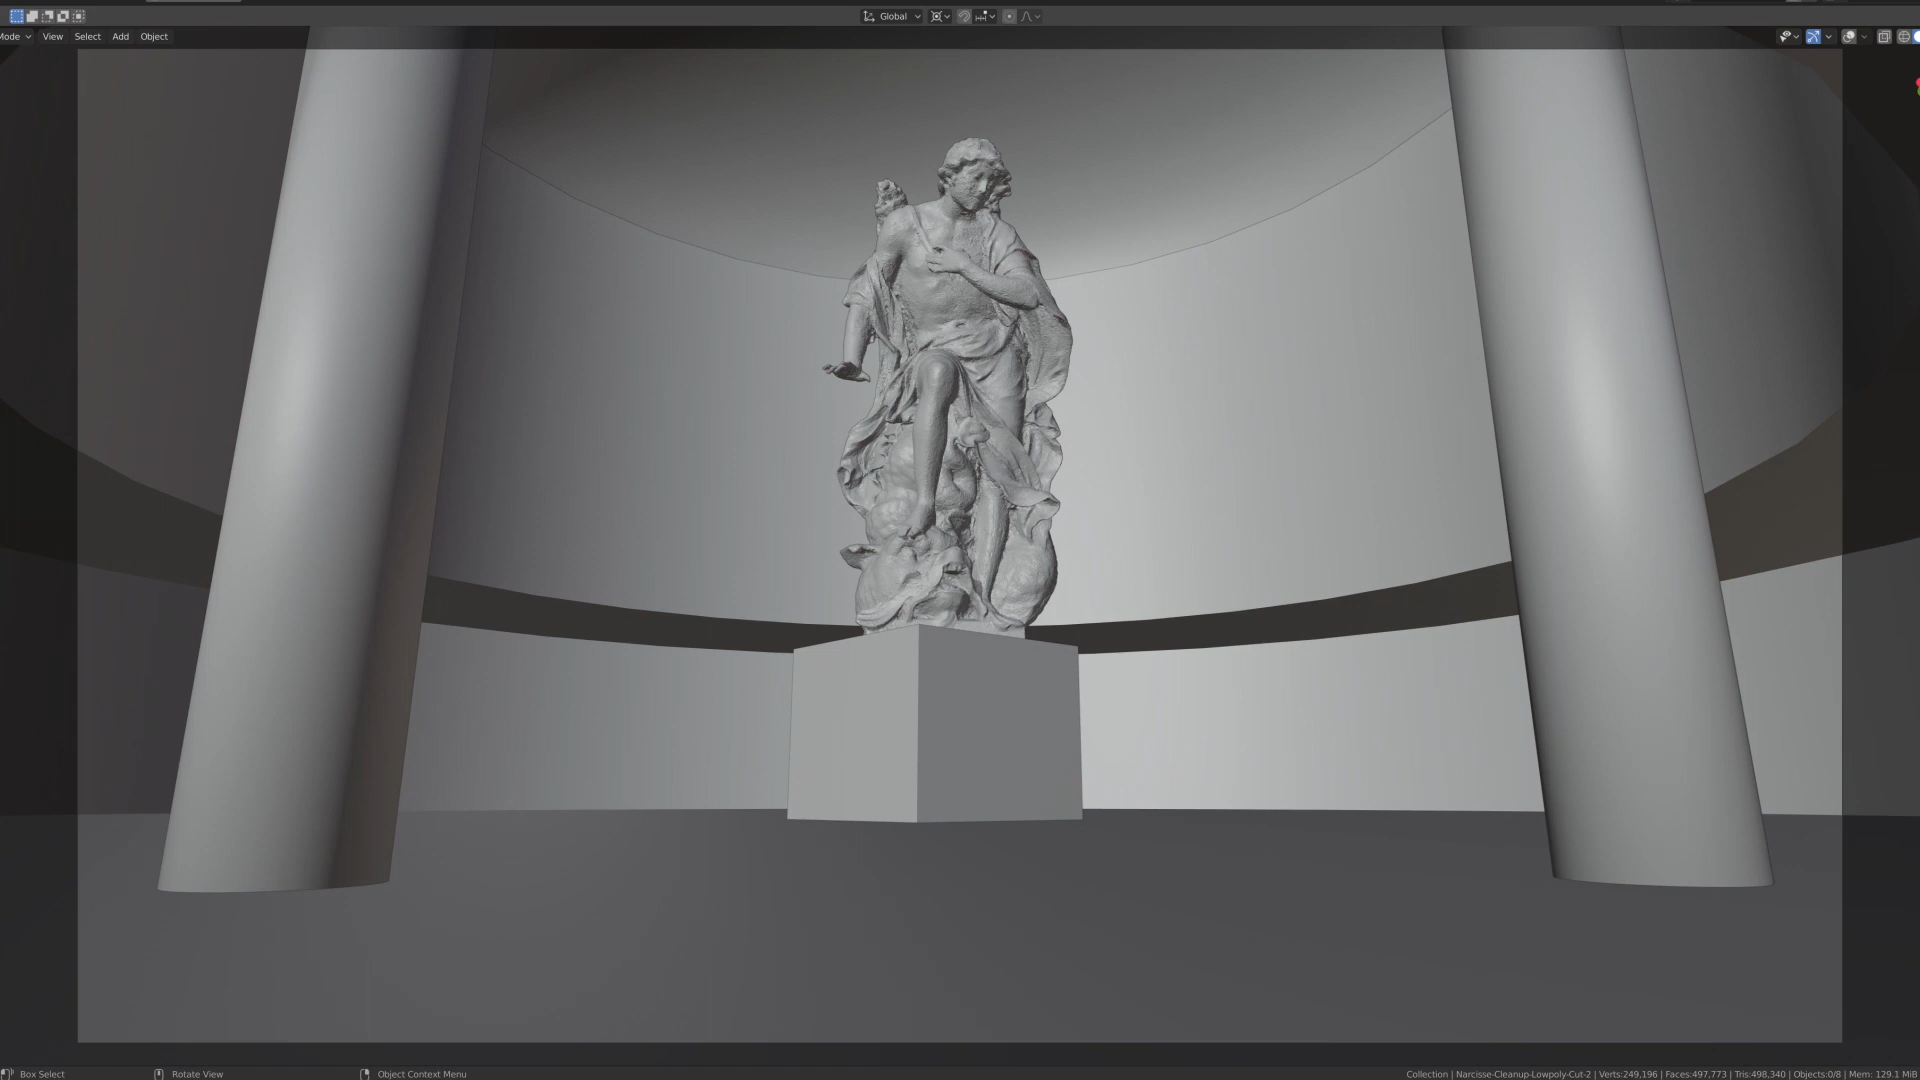 Global
Mode View Select Add Object
Box Select Rotate View Object Context Menu Collection | Narcisse-Cleanup-Lowpoly-Cut-2 | Verts:249,196 | Faces:497,773 | Tris:498,340 | Objects:0/8 | Mem: 129.1 MiB